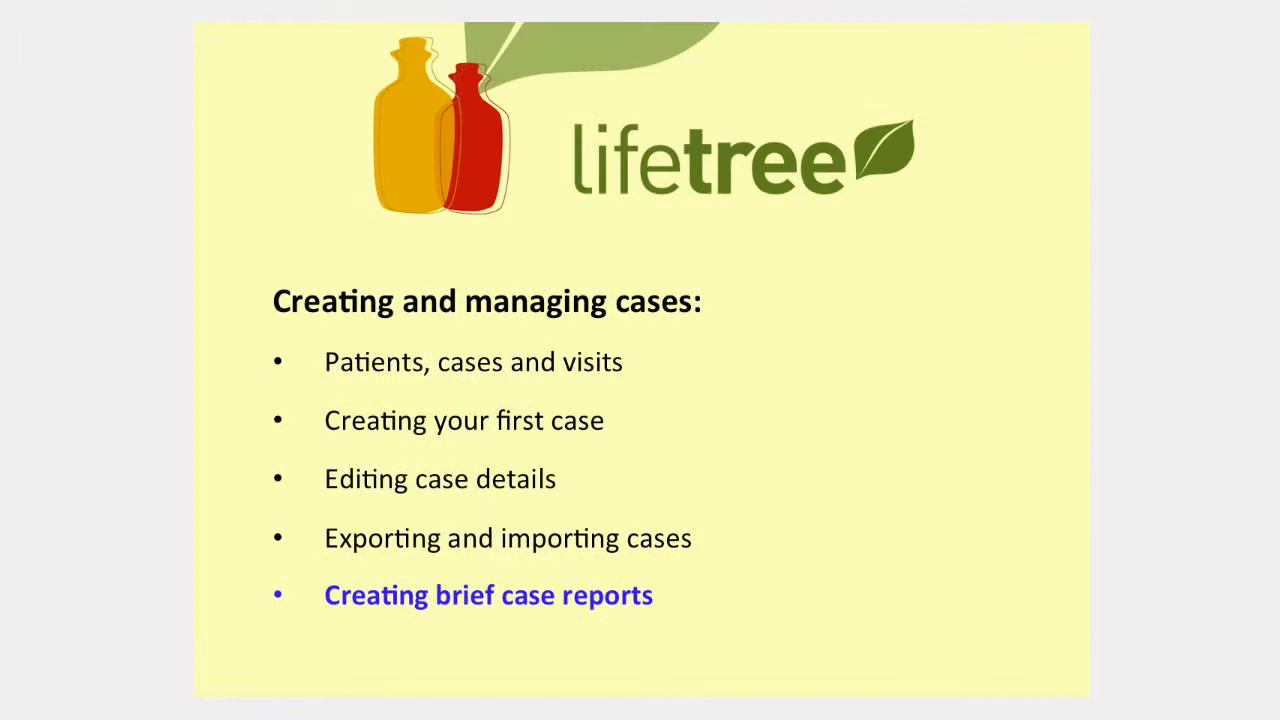 lifetree
Creating and managing cases:
• Patients, cases and visits
• Creating your first case
• Editing case details
• Exporting and importing cases
• Creating brief case reports